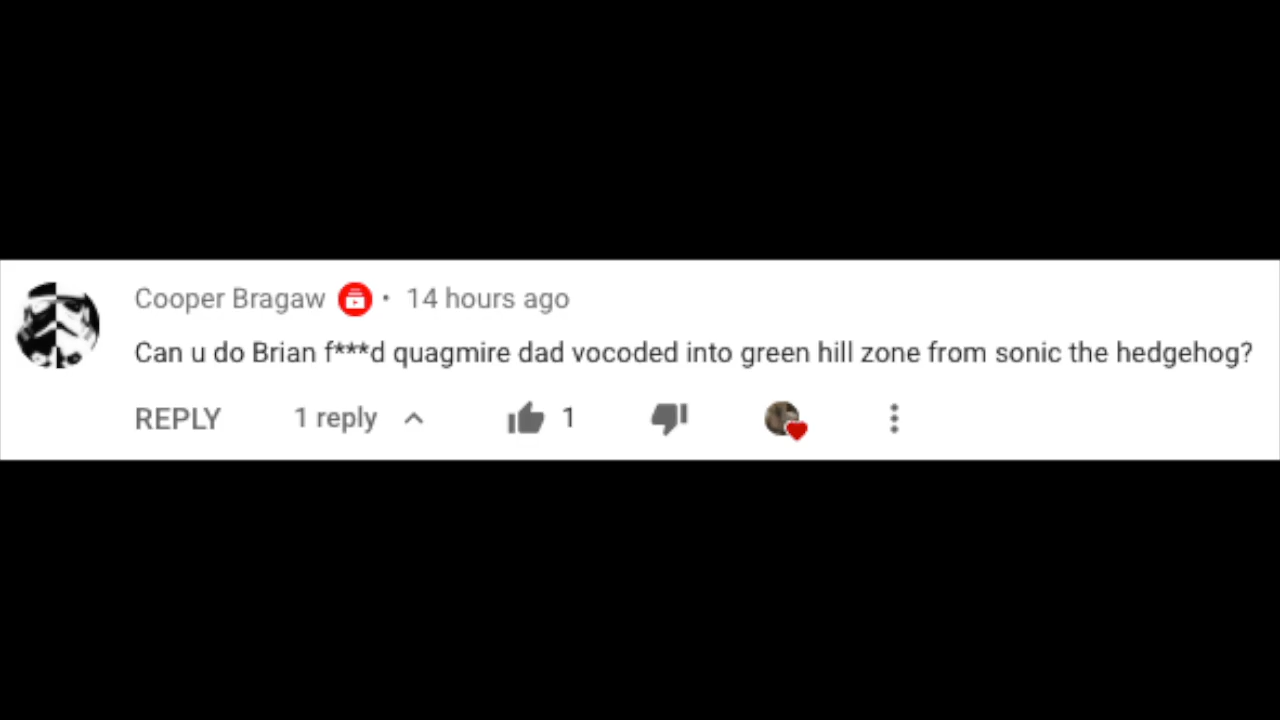 Cooper Bragaw • 14 hours ago
Can u do Brian f***d quagmire dad vocoded into green hill zone from sonic the hedgehog?
REPLY 1 reply 1